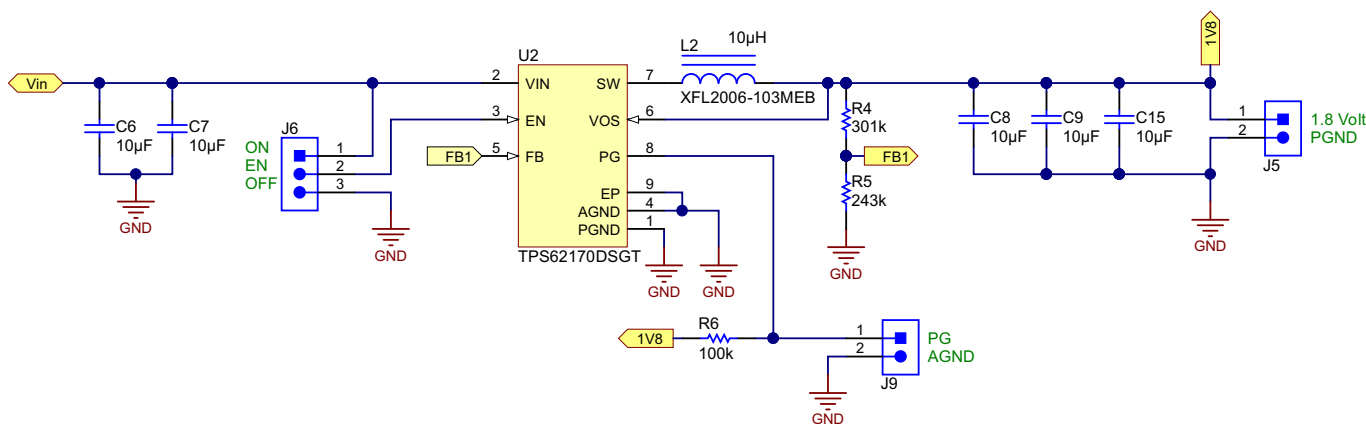 1V8
Vin
C6
10µF
C7
10µF
J6
ON
EN
OFF
1
2
3
GND
GND
U2
2
VIN
3
EN
FB1
5
FB
SW
7
VOS
6
PG
8
EP
9
AGND
4
PGND
1
TPS62170DSGT
GND
GND
L2
10µH
XFL2006-103MEB
R4
301k
FB1
R5
243k
GND
C8
10µF
C9
10µF
C15
10µF
GND
1
2
1.8 Volt
PGND
J5
1V8
R6
100k
1
2
PG
AGND
J9
GND